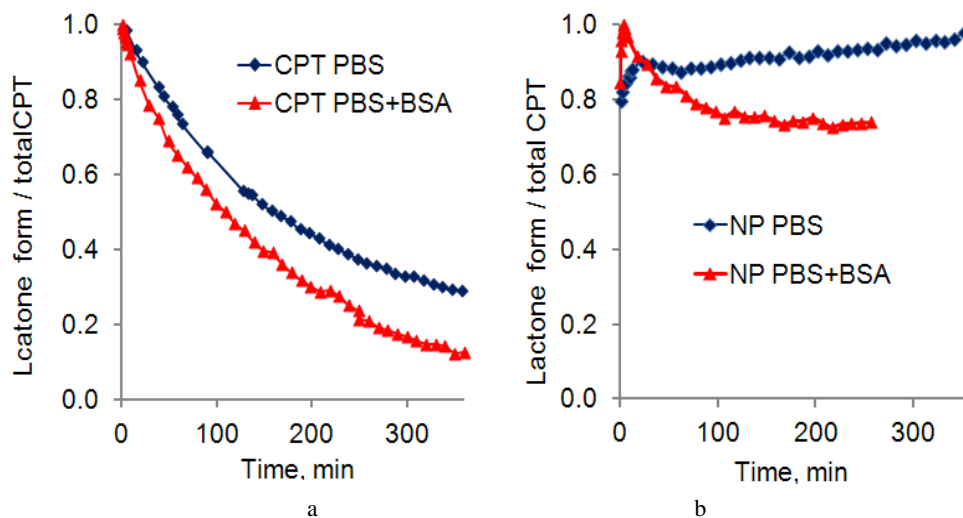 Lcatone form / totalCPT
1.0
0.8
0.6
0.4
0.2
0.0
CPT PBS
CPT PBS+BSA
0 100 200 300
Time, min
a
Lactone form / total CPT
1.0
0.8
0.6
0.4
0.2
0.0
NP PBS
NP PBS+BSA
0 100 200 300
Time, min
b